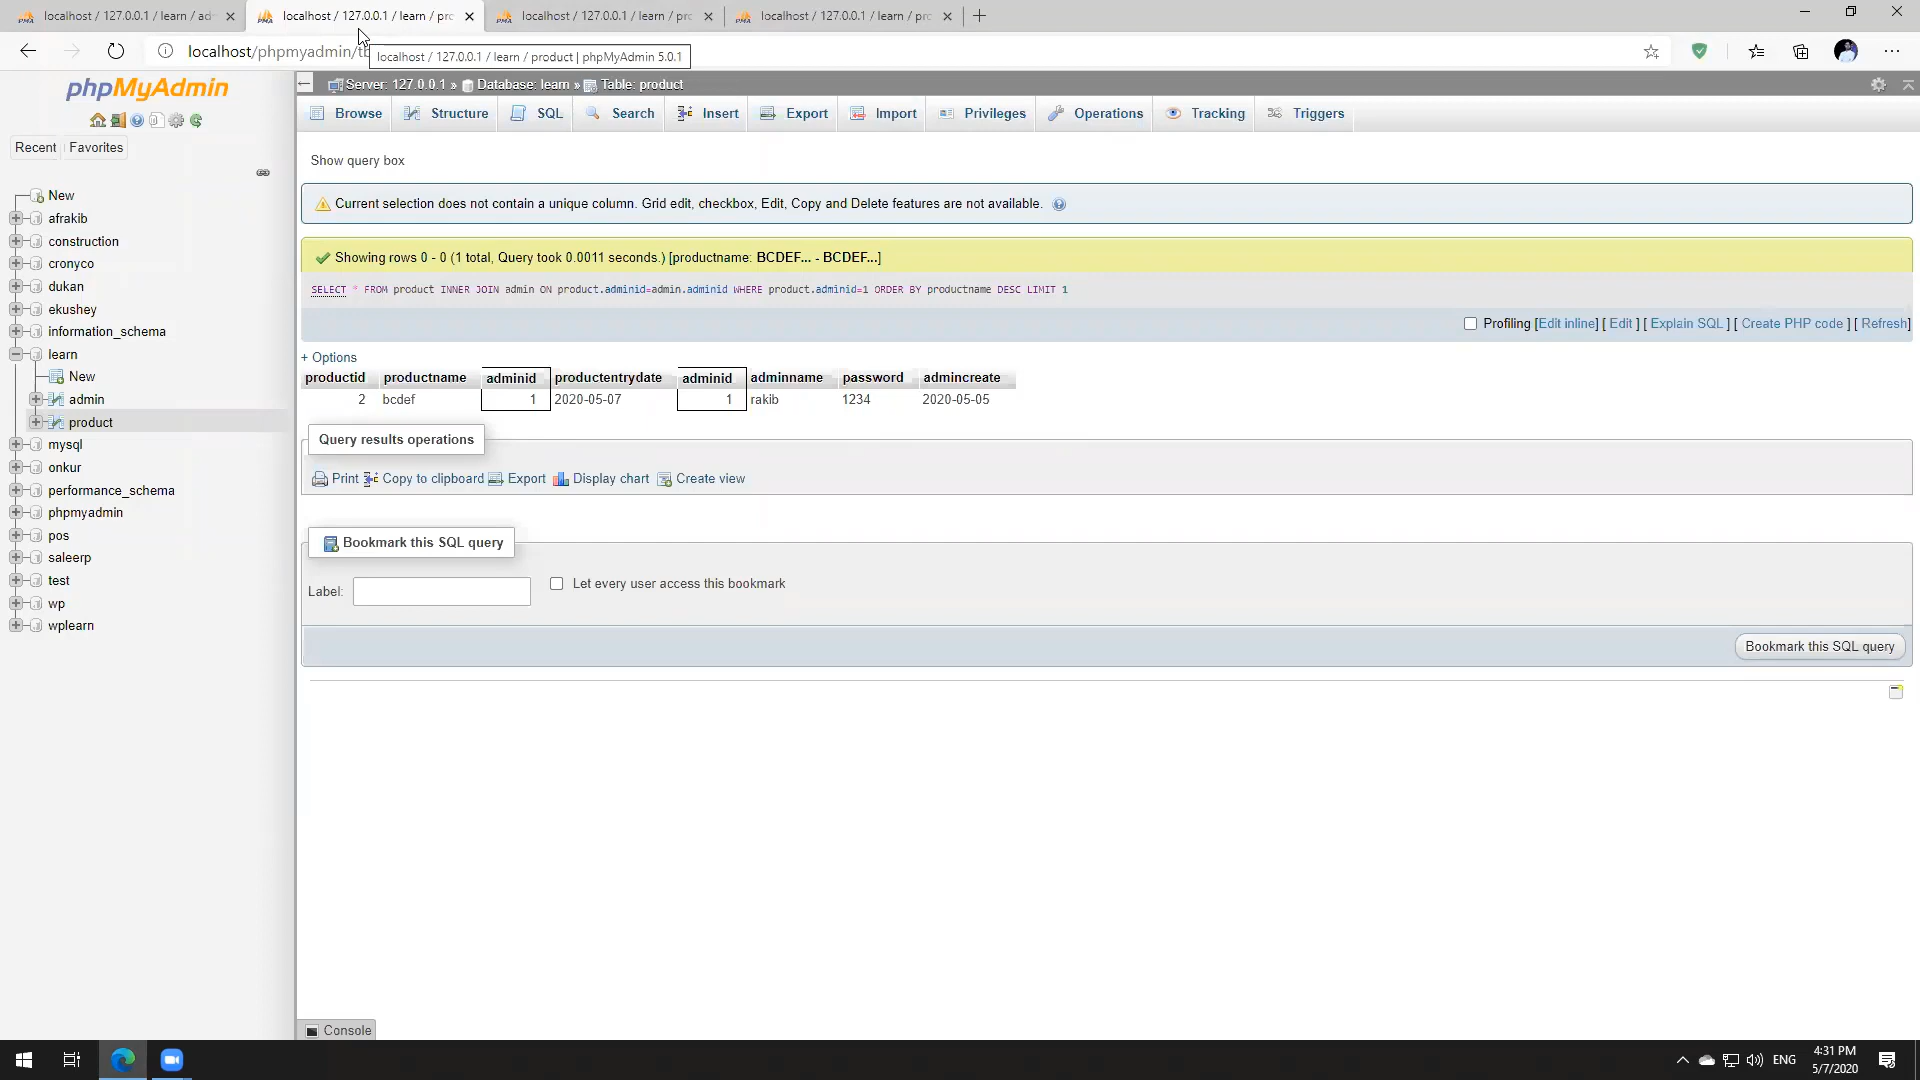 localhost / 127.0.0.1 / learn / ad
localhost / 127.0.0.1 / learn / pro
localhost / 127.0.0.1 / learn / pro
localhost / 127.0.0.1 / learn / pro
localhost/phpmyadmin/tb
localhost / 127.0.0.1 / learn / product | phpMyAdmin 5.0.1
phpMyAdmin
Recent
Favorites
New
afrakib
construction
cronyco
dukan
ekushey
information_schema
learn
New
admin
product
mysql
onkur
performance_schema
phpmyadmin
pos
saleerp
test
wp
wplearn
Server: 127.0.0.1 » Database: learn » Table: product
Browse Structure SQL Search Insert Export Import Privileges Operations Tracking Triggers
Show query box
Current selection does not contain a unique column. Grid edit, checkbox, Edit, Copy and Delete features are not available.
Showing rows 0 - 0 (1 total, Query took 0.0011 seconds.) [productname: BCDEF... - BCDEF...]
SELECT * FROM product INNER JOIN admin ON product.adminid=admin.adminid WHERE product.adminid=1 ORDER BY productname DESC LIMIT 1
Profiling [Edit inline] [ Edit ] [ Explain SQL ] [ Create PHP code ] [ Refresh]
+ Options
productid productname adminid productentrydate adminid adminname password admincreate
2 bcdef 1 2020-05-07 1 rakib 1234 2020-05-05
Query results operations
Print Copy to clipboard Export Display chart Create view
Bookmark this SQL query
Label:
Let every user access this bookmark
Bookmark this SQL query
Console
ENG
4:31 PM
5/7/2020